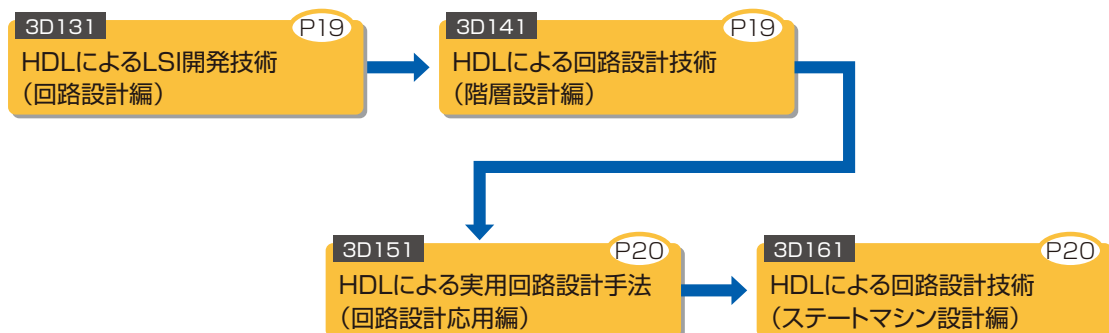 3D131
P19
HDLによるLSI開発技術
（回路設計編）
3D141
P19
HDLによる回路設計技術
（階層設計編）
3D151
P20
HDLによる実用回路設計手法
（回路設計応用編）
3D161
P20
HDLによる回路設計技術
（ステートマシン設計編）